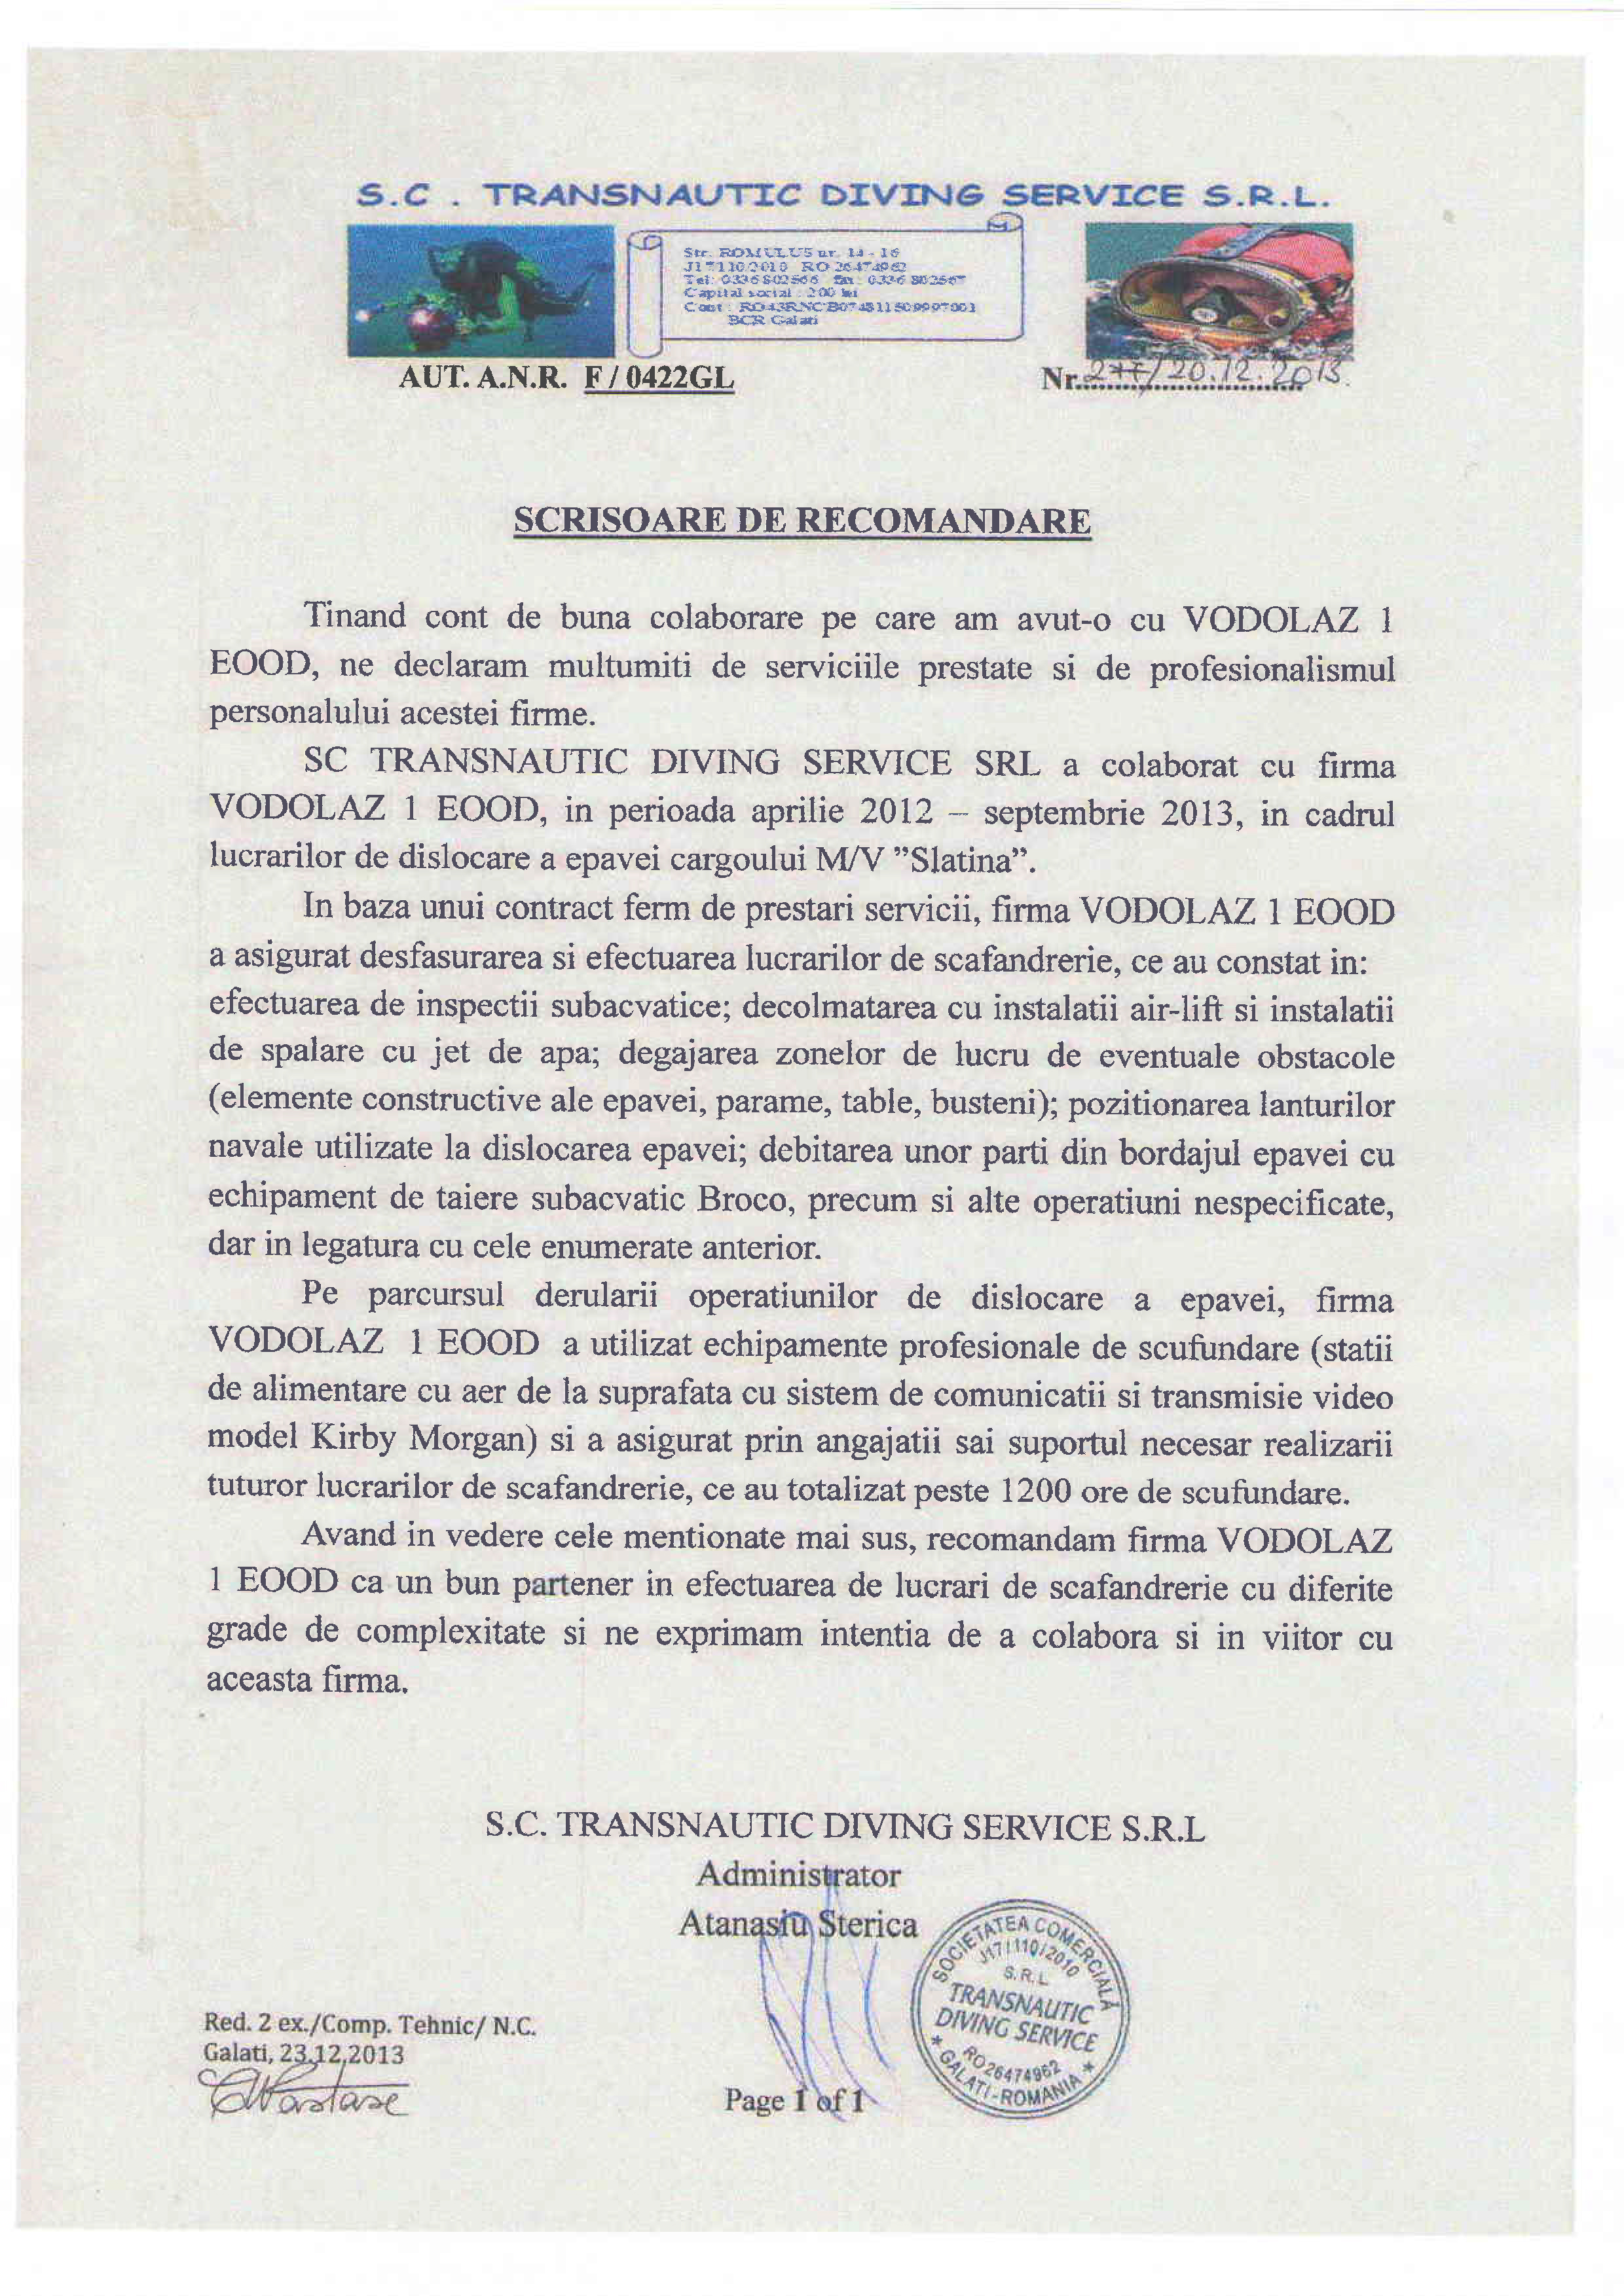 S.C . TRANSNAUTIC DIVING SERVICE S.R.L.
Str. ROMULUS nr. 14 - 16
J17 110 2010 RO 26474962
Tel: 0336 802566 fax: 0336 802567
Capital social : 200 lei
Cont : RO43RNCB0748115099970001
BCR Galati
AUT. A.N.R. F / 0422GL
Nr. 277/20.12.2013.
SCRISOARE DE RECOMANDARE
Tinand cont de buna colaborare pe care am avut-o cu VODOLAZ 1
EOOD, ne declaram multumiti de serviciile prestate si de profesionalismul
personalului acestei firme.
SC TRANSNAUTIC DIVING SERVICE SRL a colaborat cu firma
VODOLAZ 1 EOOD, in perioada aprilie 2012 – septembrie 2013, in cadrul
lucrarilor de dislocare a epavei cargoului M/V ”Slatina”.
In baza unui contract ferm de prestari servicii, firma VODOLAZ 1 EOOD
a asigurat desfasurarea si efectuarea lucrarilor de scafandrerie, ce au constat in:
efectuarea de inspectii subacvatice; decolmatarea cu instalatii air-lift si instalatii
de spalare cu jet de apa; degajarea zonelor de lucru de eventuale obstacole
(elemente constructive ale epavei, parame, table, busteni); pozitionarea lanturilor
navale utilizate la dislocarea epavei; debitarea unor parti din bordajul epavei cu
echipament de taiere subacvatic Broco, precum si alte operatiuni nespecificate,
dar in legatura cu cele enumerate anterior.
Pe parcursul derularii operatiunilor de dislocare a epavei, firma
VODOLAZ 1 EOOD a utilizat echipamente profesionale de scufundare (statii
de alimentare cu aer de la suprafata cu sistem de comunicatii si transmisie video
model Kirby Morgan) si a asigurat prin angajatii sai suportul necesar realizarii
tuturor lucrarilor de scafandrerie, ce au totalizat peste 1200 ore de scufundare.
Avand in vedere cele mentionate mai sus, recomandam firma VODOLAZ
1 EOOD ca un bun partener in efectuarea de lucrari de scafandrerie cu diferite
grade de complexitate si ne exprimam intentia de a colabora si in viitor cu
aceasta firma.
S.C. TRANSNAUTIC DIVING SERVICE S.R.L
Administrator
Atanasiu Sterica
SOCIETATEA COMERCIALĂ
J17/110/2010
S.R.L
TRANSNAUTIC
DIVING SERVICE
RO26474962
* GALATI-ROMANIA *
Red. 2 ex./Comp. Tehnic/ N.C.
Galati, 23.12.2013
Page 1 of 1